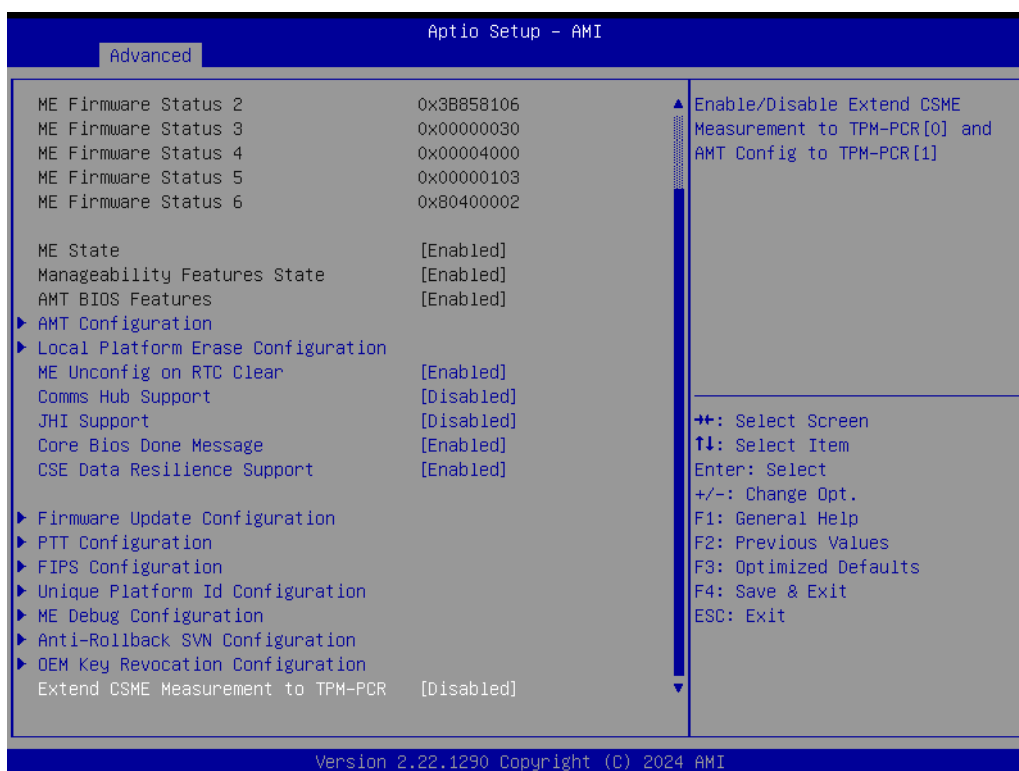 Aptio Setup - AMI
Advanced
ME Firmware Status 2 0x3B858106
ME Firmware Status 3 0x00000030
ME Firmware Status 4 0x00004000
ME Firmware Status 5 0x00000103
ME Firmware Status 6 0x80400002
ME State [Enabled]
Manageability Features State [Enabled]
AMT BIOS Features [Enabled]
AMT Configuration
Local Platform Erase Configuration
ME Unconfig on RTC Clear [Enabled]
Comms Hub Support [Disabled]
JHI Support [Disabled]
Core Bios Done Message [Enabled]
CSE Data Resilience Support [Enabled]
Firmware Update Configuration
PTT Configuration
FIPS Configuration
Unique Platform Id Configuration
ME Debug Configuration
Anti-Rollback SVN Configuration
OEM Key Revocation Configuration
Extend CSME Measurement to TPM-PCR [Disabled]
Enable/Disable Extend CSME
Measurement to TPM-PCR[0] and
AMT Config to TPM-PCR[1]
→←: Select Screen
↑↓: Select Item
Enter: Select
+/-: Change Opt.
F1: General Help
F2: Previous Values
F3: Optimized Defaults
F4: Save & Exit
ESC: Exit
Version 2.22.1290 Copyright (C) 2024 AMI